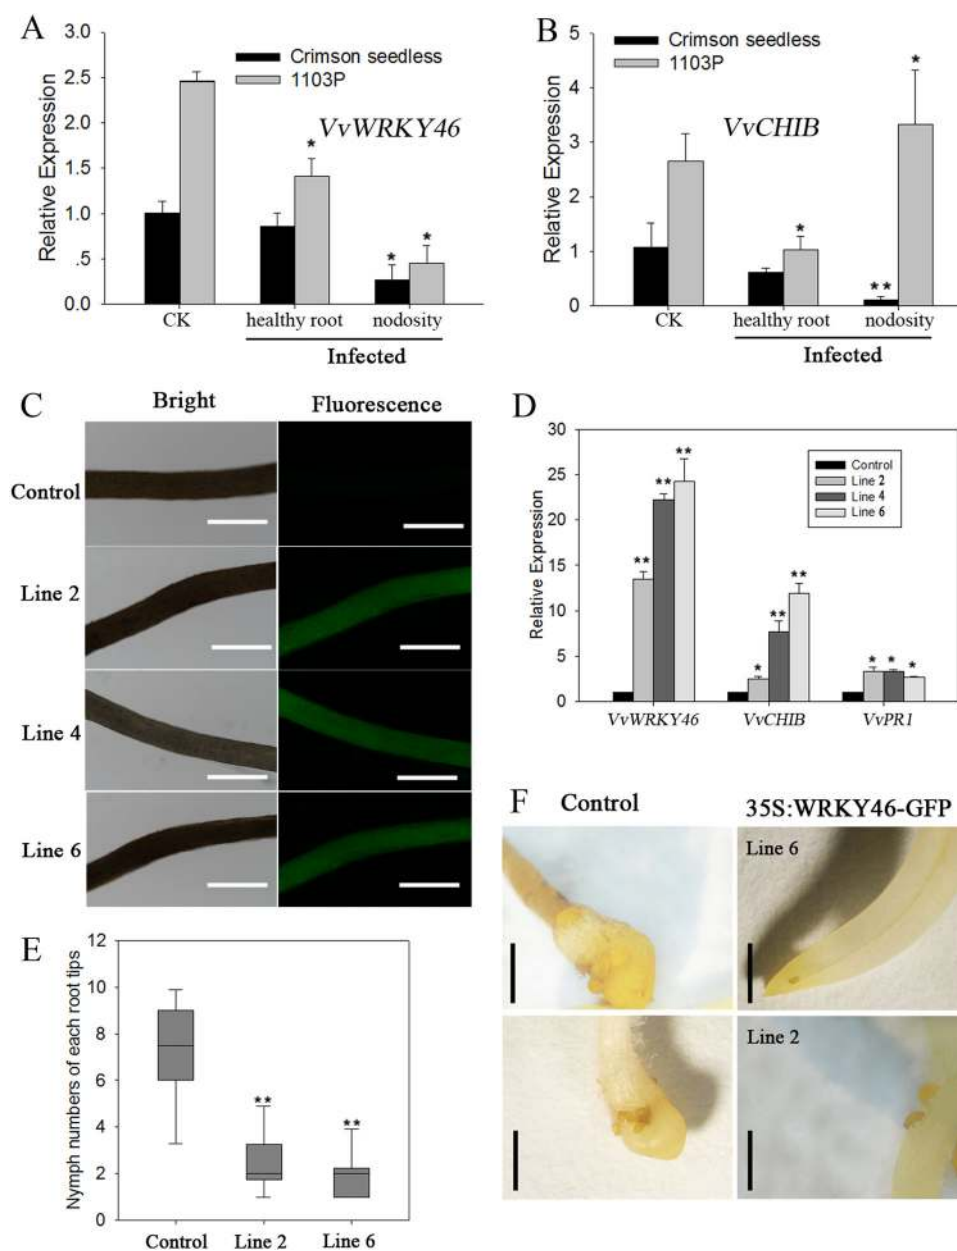 A
3.0
2.5
2.0
1.5
1.0
.5
0.0
Relative Expression
Crimson seedless
1103P
VvWRKY46
*
*
*
CK
healthy root
nodosity
Infected
B
5
4
3
2
1
0
Relative Expression
Crimson seedless
1103P
VvCHIB
*
*
**
CK
healthy root
nodosity
Infected
C
Bright
Fluorescence
Control
Line 2
Line 4
Line 6
D
30
25
20
15
10
5
0
Relative Expression
Control
Line 2
Line 4
Line 6
**
**
**
*
**
**
*
*
*
VvWRKY46
VvCHIB
VvPR1
E
12
10
8
6
4
2
0
Nymph numbers of each root tips
**
**
Control
Line 2
Line 6
F
Control
35S:WRKY46-GFP
Line 6
Line 2